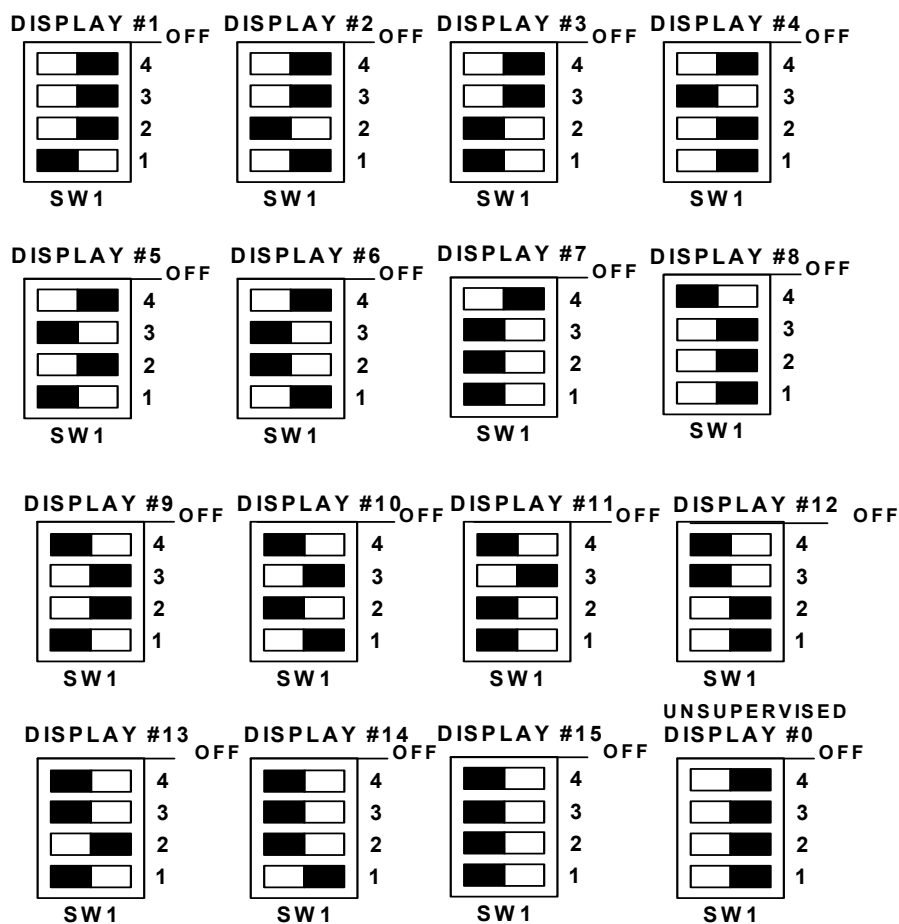 DISPLAY #1 OFF
4
3
2
1
SW1
DISPLAY #2 OFF
4
3
2
1
SW1
DISPLAY #3 OFF
4
3
2
1
SW1
DISPLAY #4 OFF
4
3
2
1
SW1
DISPLAY #5 OFF
4
3
2
1
SW1
DISPLAY #6 OFF
4
3
2
1
SW1
DISPLAY #7 OFF
4
3
2
1
SW1
DISPLAY #8 OFF
4
3
2
1
SW1
DISPLAY #9 OFF
4
3
2
1
SW1
DISPLAY #10 OFF
4
3
2
1
SW1
DISPLAY #11 OFF
4
3
2
1
SW1
DISPLAY #12 OFF
4
3
2
1
SW1
DISPLAY #13 OFF
4
3
2
1
SW1
DISPLAY #14 OFF
4
3
2
1
SW1
DISPLAY #15 OFF
4
3
2
1
SW1
UNSUPERVISED
DISPLAY #0 OFF
4
3
2
1
SW1